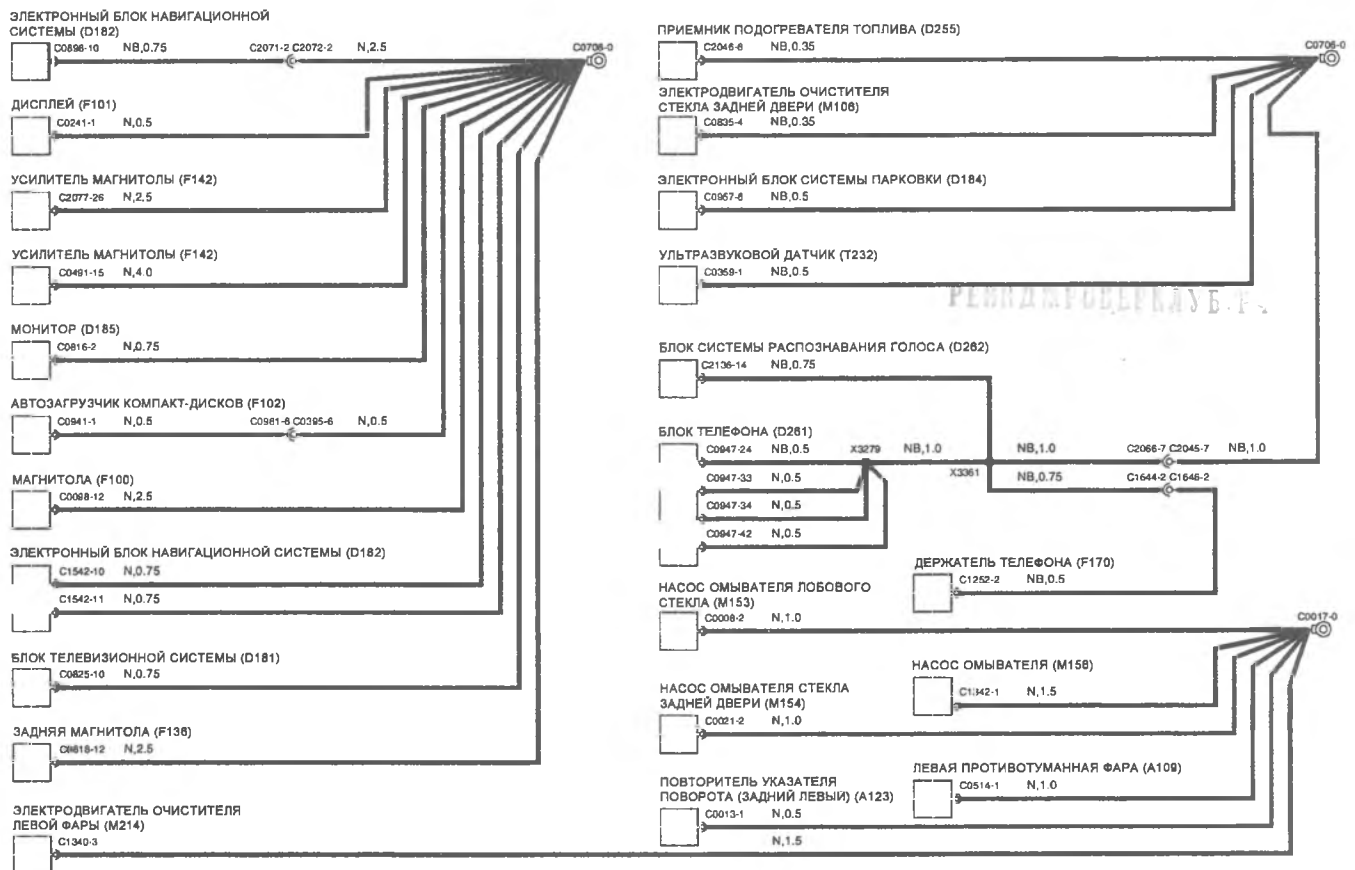 ЭЛЕКТРОННЫЙ БЛОК НАВИГАЦИОННОЙ
СИСТЕМЫ (D182)
C0898-10 NB,0.75 C2071-2 C2072-2 N,2.5 C0706-0
ДИСПЛЕЙ (F101)
C0241-1 N,0.5
УСИЛИТЕЛЬ МАГНИТОЛЫ (F142)
C2077-26 N,2.5
УСИЛИТЕЛЬ МАГНИТОЛЫ (F142)
C0491-15 N,4.0
МОНИТОР (D185)
C0816-2 N,0.75
АВТОЗАГРУЗЧИК КОМПАКТ-ДИСКОВ (F102)
C0941-1 N,0.5 C0981-6 C0395-6 N,0.5
МАГНИТОЛА (F100)
C0098-12 N,2.5
ЭЛЕКТРОННЫЙ БЛОК НАВИГАЦИОННОЙ СИСТЕМЫ (D182)
C1542-10 N,0.75
C1542-11 N,0.75
БЛОК ТЕЛЕВИЗИОННОЙ СИСТЕМЫ (D181)
C0825-10 N,0.75
ЗАДНЯЯ МАГНИТОЛА (F136)
N,2.5
ЭЛЕКТРОДВИГАТЕЛЬ ОЧИСТИТЕЛЯ
ЛЕВОЙ ФАРЫ (M214)
C1340-3
ПРИЕМНИК ПОДОГРЕВАТЕЛЯ ТОПЛИВА (D255)
C2046-6 NB,0.35 C0706-0
ЭЛЕКТРОДВИГАТЕЛЬ ОЧИСТИТЕЛЯ
СТЕКЛА ЗАДНЕЙ ДВЕРИ (M106)
C0835-4 NB,0.35
ЭЛЕКТРОННЫЙ БЛОК СИСТЕМЫ ПАРКОВКИ (D184)
C0957-8 NB,0.5
УЛЬТРАЗВУКОВОЙ ДАТЧИК (T232)
C0359-1 NB,0.5
БЛОК СИСТЕМЫ РАСПОЗНАВАНИЯ ГОЛОСА (D262)
C2136-14 NB,0.75
БЛОК ТЕЛЕФОНА (D261)
C0947-24 NB,0.5 X3279 NB,1.0 NB,1.0 C2066-7 C2045-7 NB,1.0
C0947-33 N,0.5 X3361 NB,0.75 C1644-2 C1646-2
C0947-34 N,0.5
C0947-42 N,0.5
ДЕРЖАТЕЛЬ ТЕЛЕФОНА (F170)
C1252-2 NB,0.5
НАСОС ОМЫВАТЕЛЯ ЛОБОВОГО
СТЕКЛА (M153)
C0008-2 N,1.0 C0017-0
НАСОС ОМЫВАТЕЛЯ (M158)
C1342-1 N,1.5
НАСОС ОМЫВАТЕЛЯ СТЕКЛА
ЗАДНЕЙ ДВЕРИ (M154)
C0021-2 N,1.0
ЛЕВАЯ ПРОТИВОТУМАННАЯ ФАРА (A109)
C0514-1 N,1.0
ПОВТОРИТЕЛЬ УКАЗАТЕЛЯ
ПОВОРОТА (ЗАДНИЙ ЛЕВЫЙ) (A123)
C0013-1 N,0.5
N,1.5